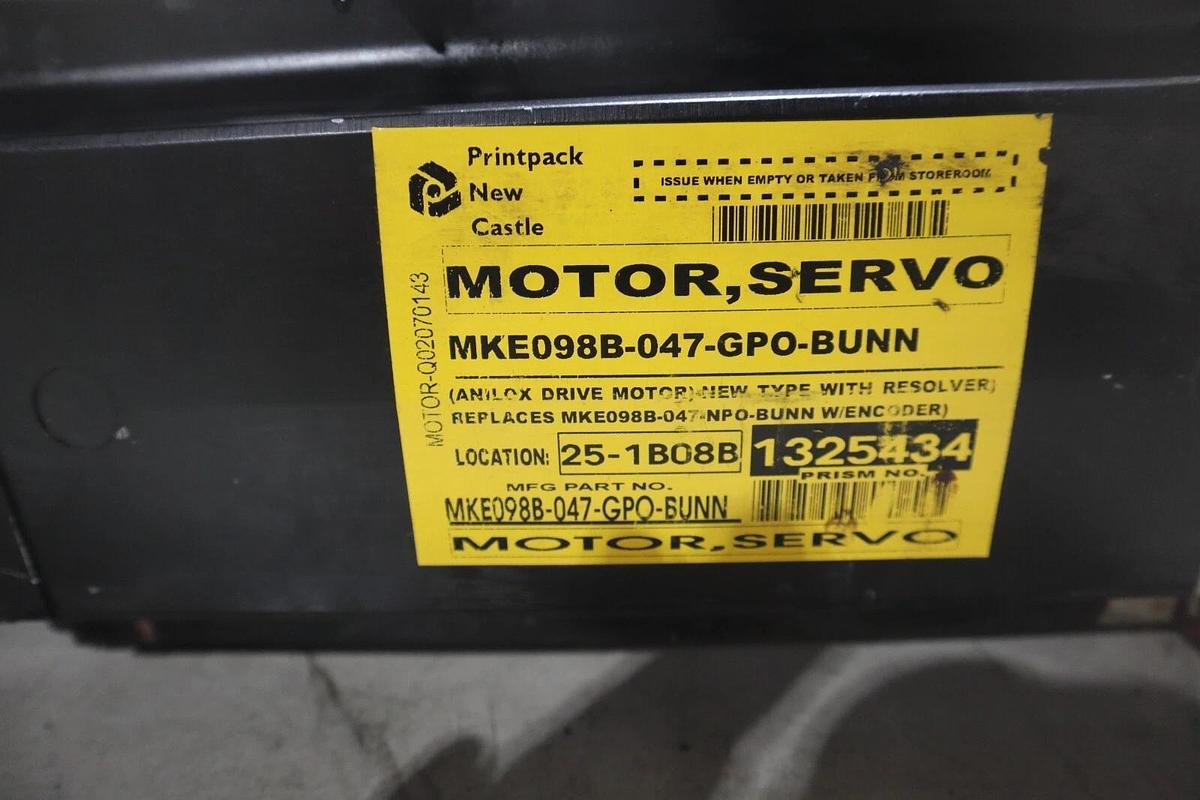 Printpack
New
Castle
ISSUE WHEN EMPTY OR TAKEN FROM STOREROOM
MOTOR,SERVO
MOTOR-Q02070143
MKE098B-047-GPO-BUNN
(ANILOX DRIVE MOTOR)-NEW TYPE WITH RESOLVER)
REPLACES MKE098B-047-NPO-BUNN W/ENCODER)
LOCATION: 25-1B08B 1325434
PRISM NO.
MFG PART NO.
MKE098B-047-GPO-BUNN
MOTOR,SERVO